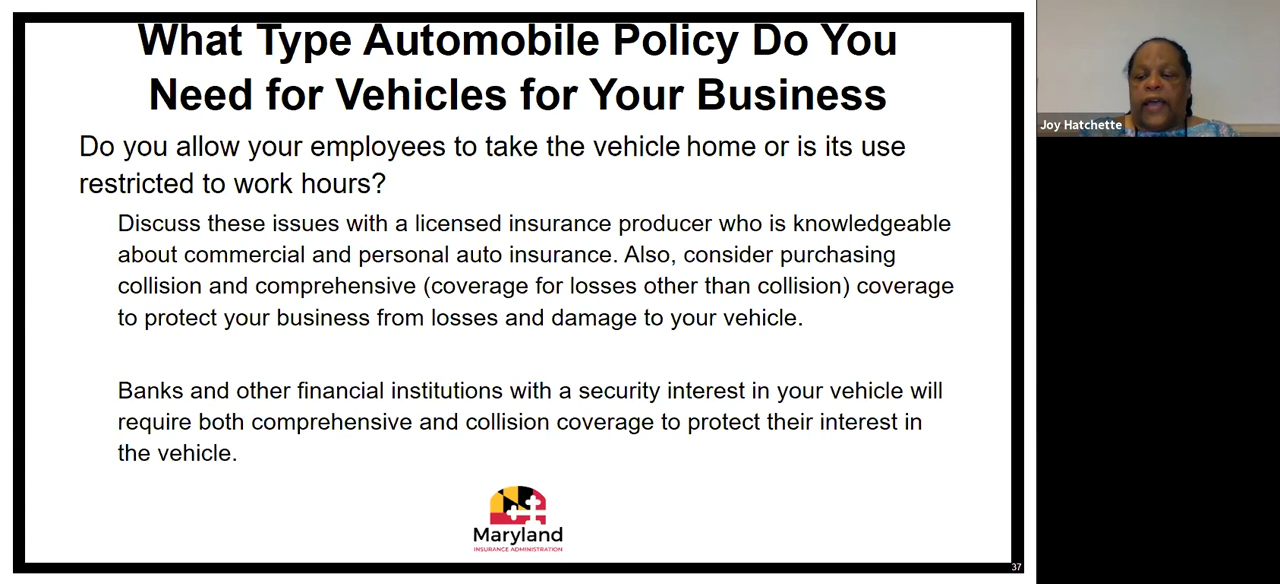 What Type Automobile Policy Do You
Need for Vehicles for Your Business
Do you allow your employees to take the vehicle home or is its use
restricted to work hours?
Discuss these issues with a licensed insurance producer who is knowledgeable
about commercial and personal auto insurance. Also, consider purchasing
collision and comprehensive (coverage for losses other than collision) coverage
to protect your business from losses and damage to your vehicle.
Banks and other financial institutions with a security interest in your vehicle will
require both comprehensive and collision coverage to protect their interest in
the vehicle.
Maryland
INSURANCE ADMINISTRATION
37
Joy Hatchette